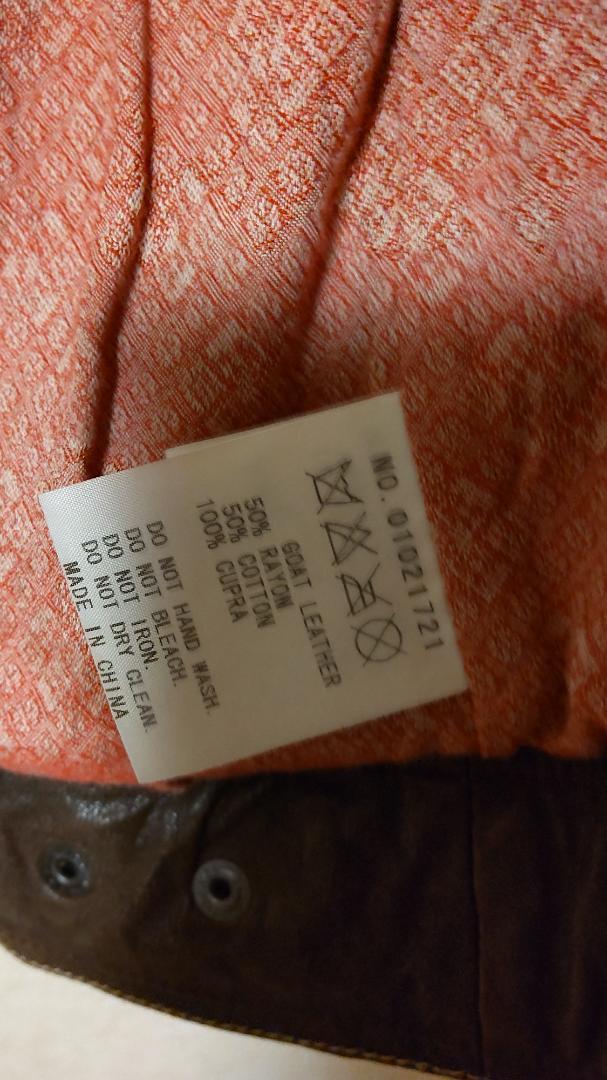 NO. 01021721
GOAT LEATHER
50% RAYON
50% COTTON
100% CUPRA
DO NOT HAND WASH.
DO NOT BLEACH.
DO NOT IRON.
DO NOT DRY CLEAN.
MADE IN CHINA